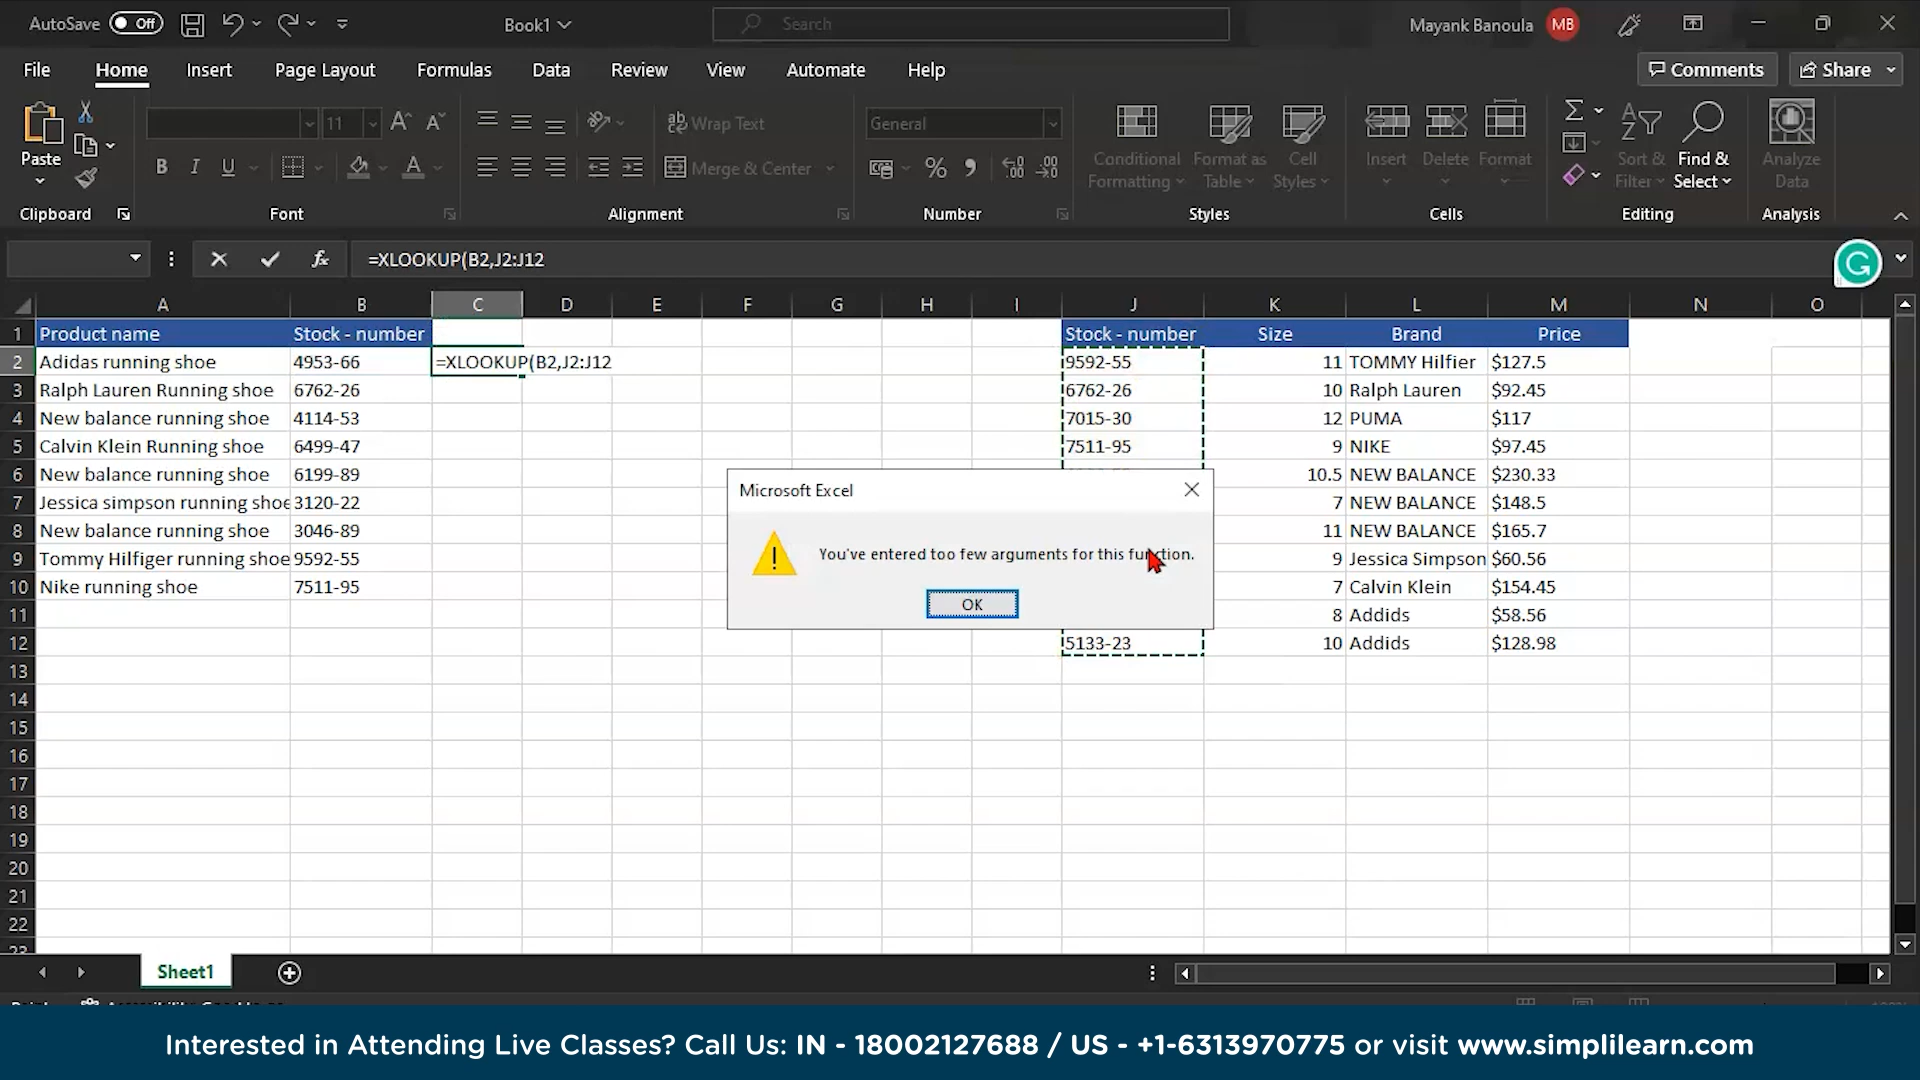 AutoSave Off Book1 Search Mayank Banoula MB
File Home Insert Page Layout Formulas Data Review View Automate Help Comments Share
Paste 11 Wrap Text General Conditional Formatting Format as Table Cell Styles Insert Delete Format Sort & Filter Find & Select Analyze Data
B I U Merge & Center
Clipboard Font Alignment Number Styles Cells Editing Analysis
fx =XLOOKUP(B2,J2:J12
A B C D E F G H I J K L M N O
1 Product name Stock - number Stock - number Size Brand Price
2 Adidas running shoe 4953-66 =XLOOKUP(B2,J2:J12 9592-55 11 TOMMY Hilfier $127.5
3 Ralph Lauren Running shoe 6762-26 6762-26 10 Ralph Lauren $92.45
4 New balance running shoe 4114-53 7015-30 12 PUMA $117
5 Calvin Klein Running shoe 6499-47 7511-95 9 NIKE $97.45
6 New balance running shoe 6199-89 10.5 NEW BALANCE $230.33
7 Jessica simpson running shoe 3120-22 7 NEW BALANCE $148.5
8 New balance running shoe 3046-89 11 NEW BALANCE $165.7
9 Tommy Hilfiger running shoe 9592-55 9 Jessica Simpson $60.56
10 Nike running shoe 7511-95 7 Calvin Klein $154.45
11 8 Addids $58.56
12 5133-23 10 Addids $128.98
13
14
15
16
17
18
19
20
21
22
Microsoft Excel
You've entered too few arguments for this function.
OK
Sheet1
Interested in Attending Live Classes? Call Us: IN - 18002127688 / US - +1-6313970775 or visit www.simplilearn.com